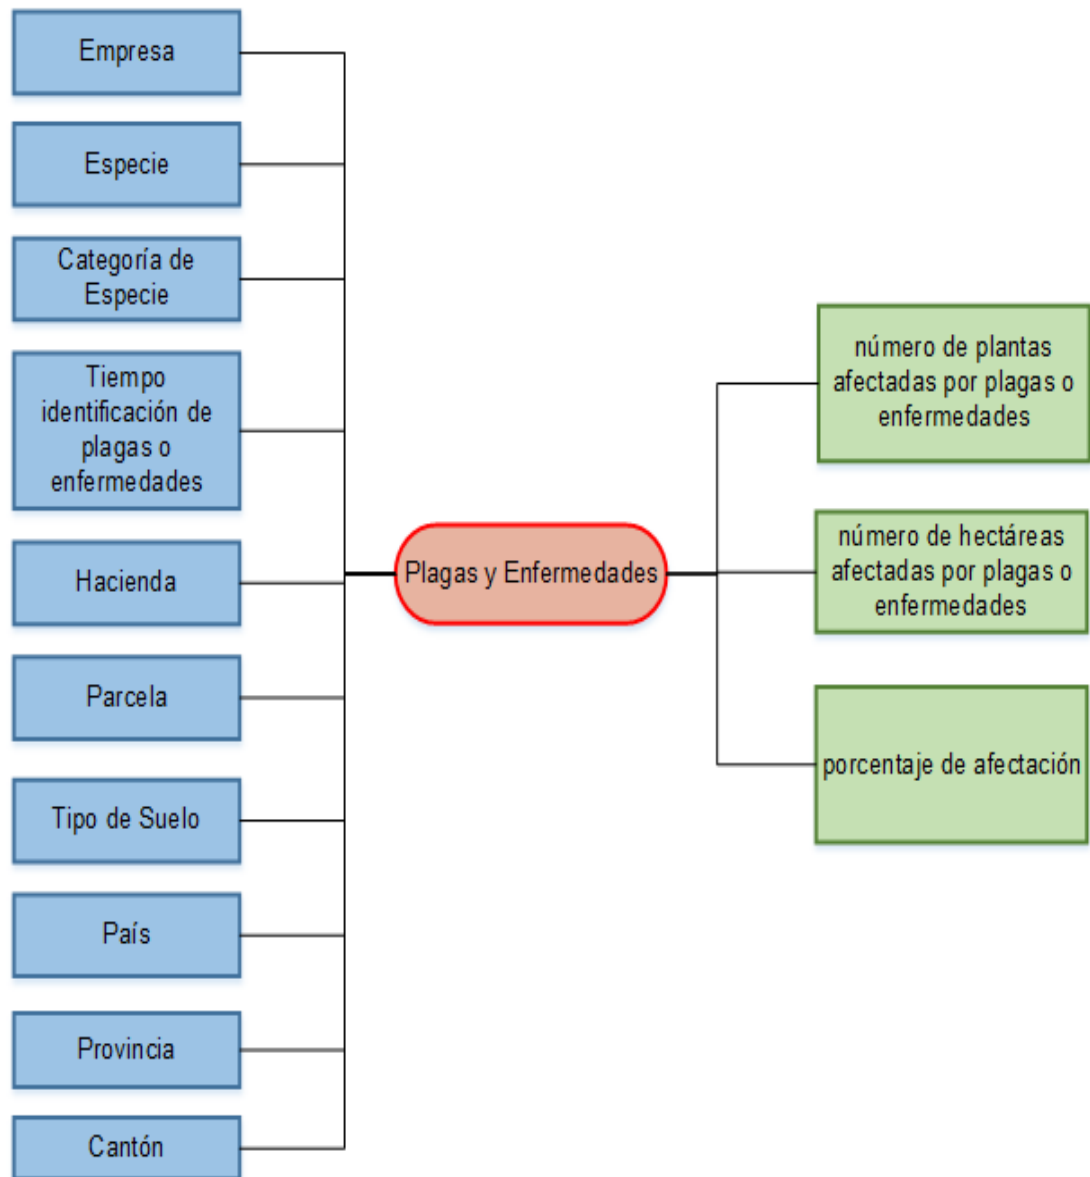 Empresa
Especie
Categoría de
Especie
Tiempo
identificación de
plagas o
enfermedades
Hacienda
Parcela
Tipo de Suelo
País
Provincia
Cantón
Plagas y Enfermedades
número de plantas
afectadas por plagas o
enfermedades
número de hectáreas
afectadas por plagas o
enfermedades
porcentaje de afectación